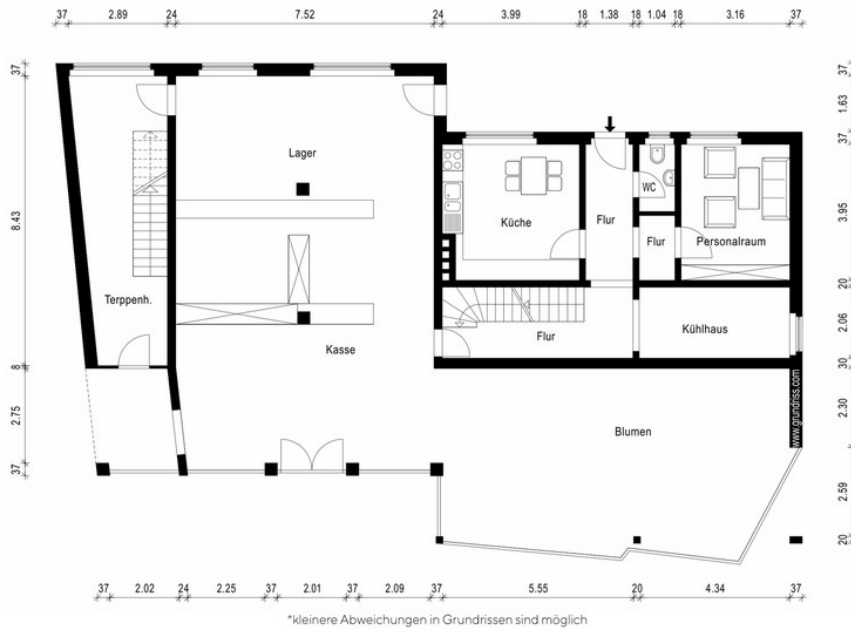 37 2.89 24 7.52 24 3.99 18 1.38 18 1.04 18 3.16 37
37
8.43
8
2.75
37
Lager
Küche
Flur
WC
Flur
Personalraum
Terppenh.
Kasse
Flur
Kühlhaus
Blumen
www.grundriss.com
37
1.63
37
3.95
20
2.06
30
2.30
2.59
20
37 2.02 24 2.25 37 2.01 37 2.09 37 5.55 20 4.34 37
*kleinere Abweichungen in Grundrissen sind möglich